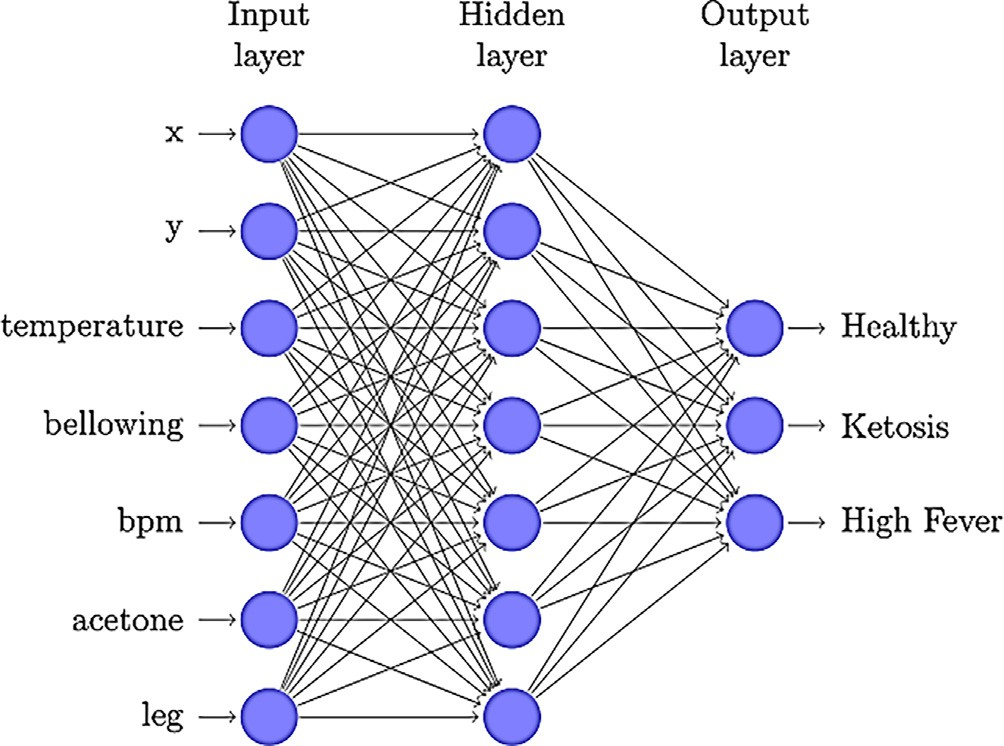 Input
layer
Hidden
layer
Output
layer
x
y
temperature
bellowing
bpm
acetone
leg
Healthy
Ketosis
High Fever